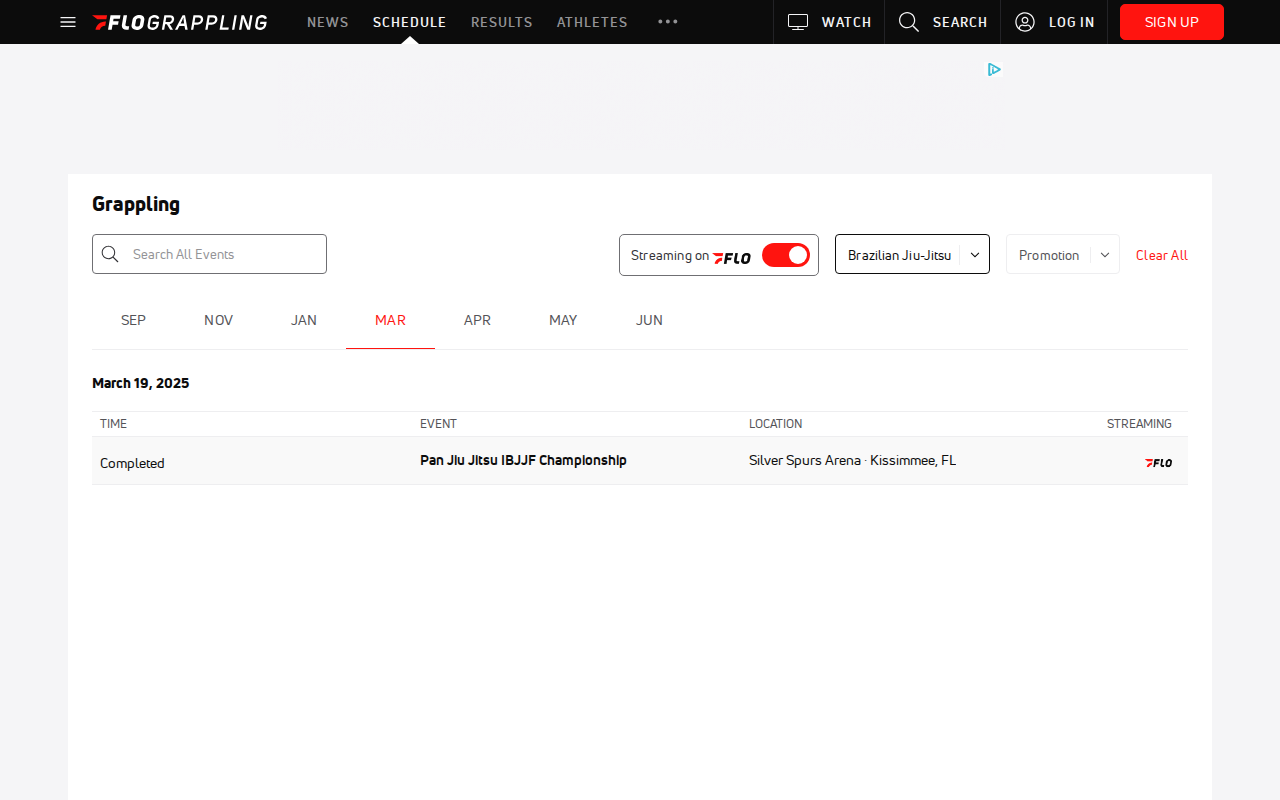 FLOGRAPPLING NEWS SCHEDULE RESULTS ATHLETES WATCH SEARCH LOG IN SIGN UP
Grappling
Search All Events Streaming on FLO Brazilian Jiu-Jitsu Promotion Clear All
SEP NOV JAN MAR APR MAY JUN
March 19, 2025
TIME EVENT LOCATION STREAMING
Completed Pan Jiu Jitsu IBJJF Championship Silver Spurs Arena · Kissimmee, FL FLO